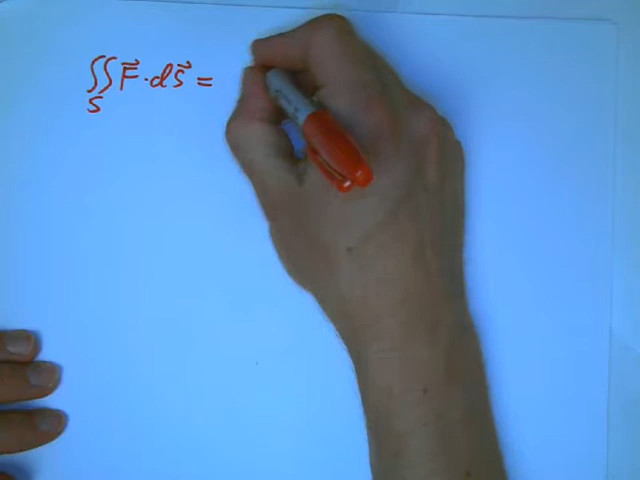 ∬_S F⃗ · dS⃗ =